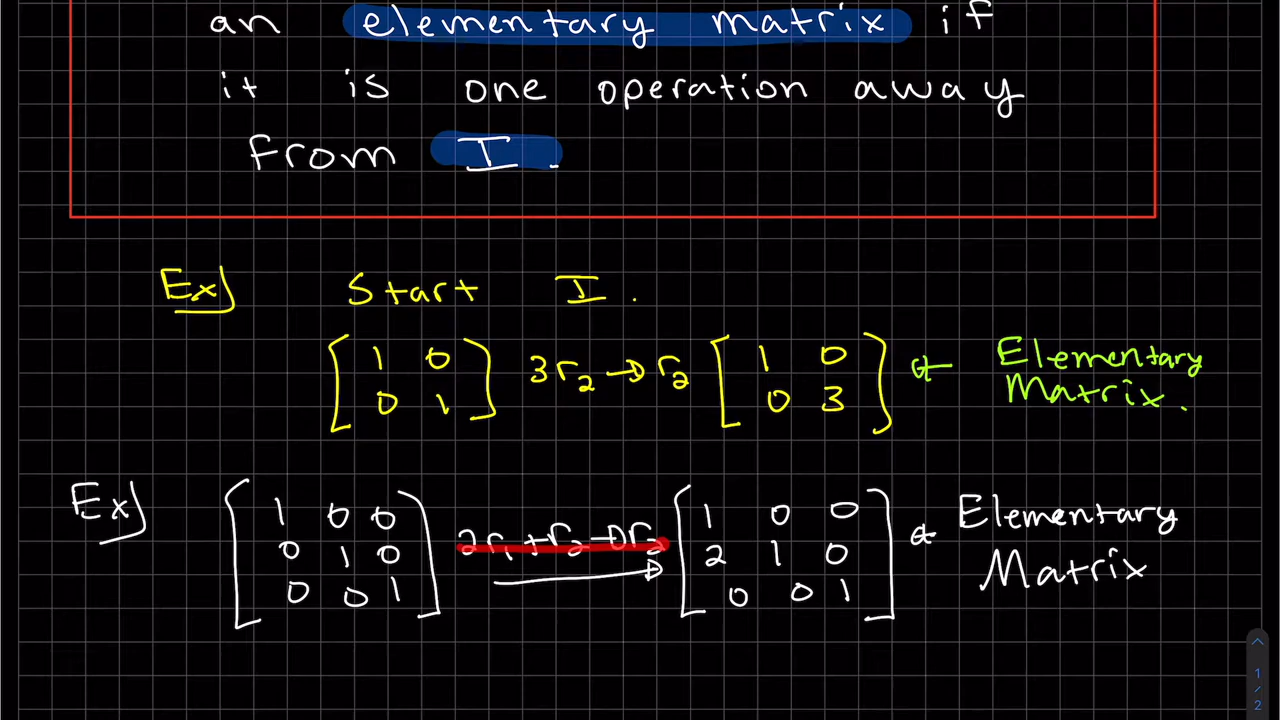 an elementary matrix if
it is one operation away
from I.
Ex) Start I.
[1 0 0 1] 3r₂→r₂ [1 0 0 3] ← Elementary Matrix.
Ex) [1 0 0 0 1 0 0 0 1] 2r₁+r₂→r₂ [1 0 0 2 1 0 0 0 1] ← Elementary Matrix
1/2